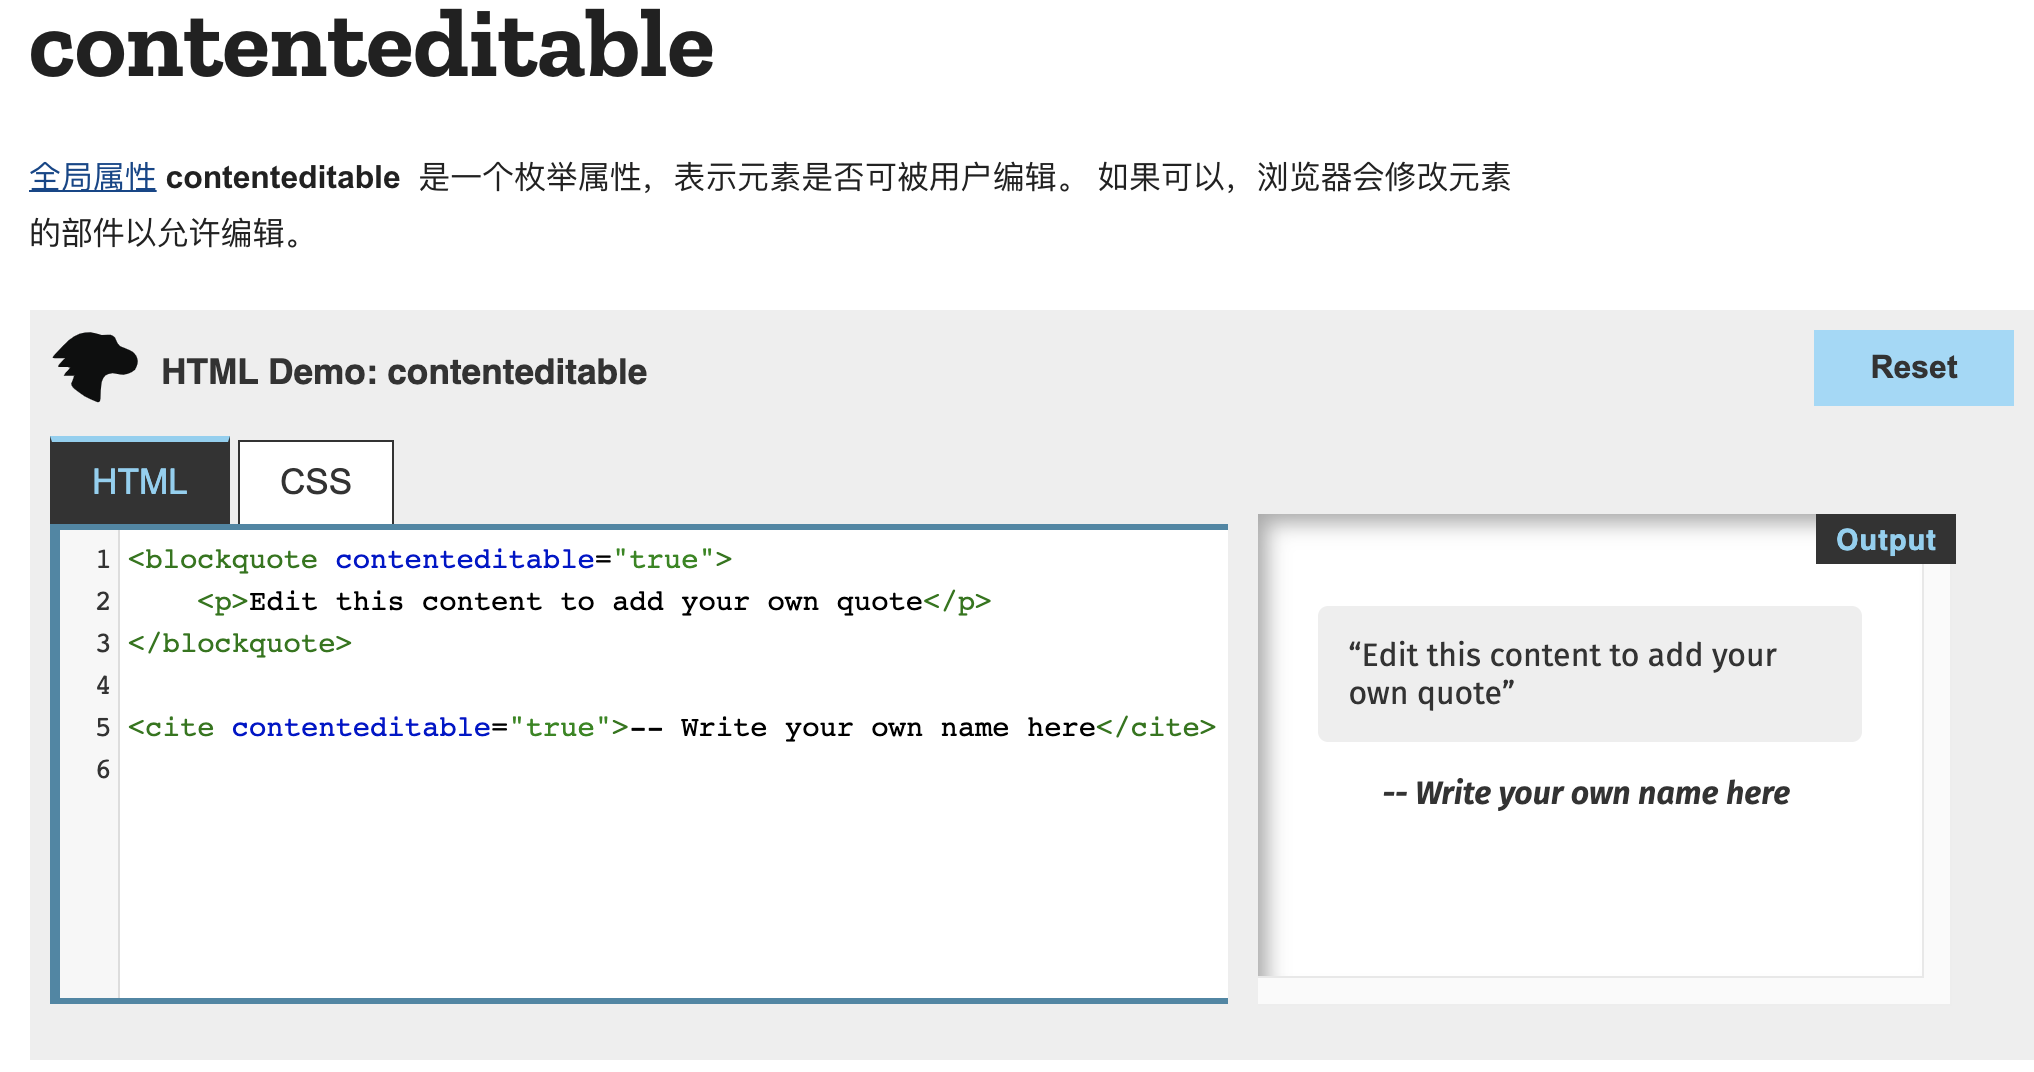 contenteditable
全局属性 contenteditable 是一个枚举属性，表示元素是否可被用户编辑。 如果可以，浏览器会修改元素
的部件以允许编辑。
HTML Demo: contenteditable
Reset
HTML
CSS
1 <blockquote contenteditable="true">
2     <p>Edit this content to add your own quote</p>
3 </blockquote>
4
5 <cite contenteditable="true">-- Write your own name here</cite>
6
Output
“Edit this content to add your
own quote”
-- Write your own name here